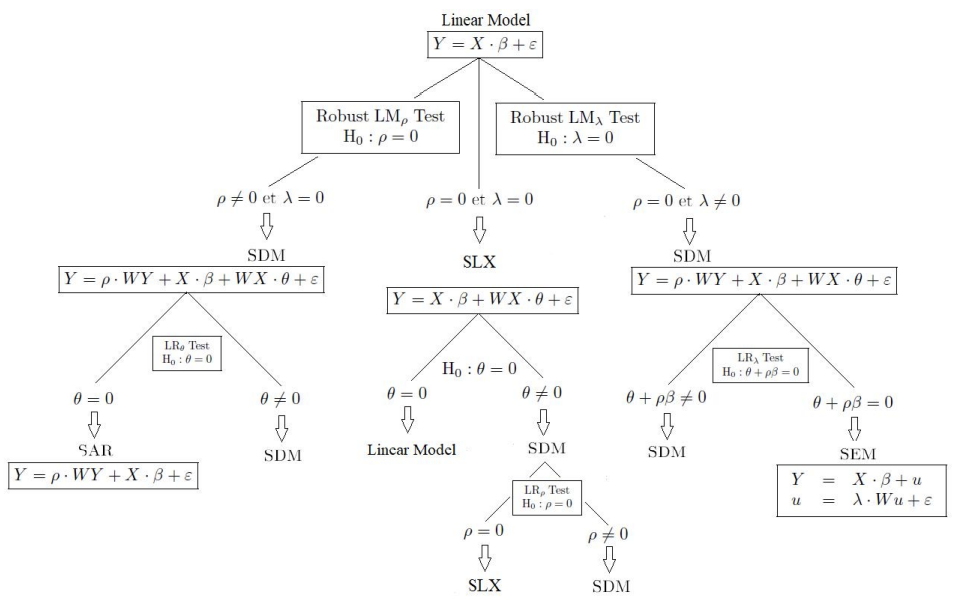 Linear Model
Y = X · β + ε
Robust LMρ Test
H₀ : ρ = 0
Robust LMλ Test
H₀ : λ = 0
ρ ≠ 0 et λ = 0
ρ = 0 et λ = 0
ρ = 0 et λ ≠ 0
SDM
SLX
SDM
Y = ρ · WY + X · β + WX · θ + ε
Y = X · β + WX · θ + ε
Y = ρ · WY + X · β + WX · θ + ε
LRθ Test
H₀ : θ = 0
LRλ Test
H₀ : θ + ρβ = 0
H₀ : θ = 0
θ = 0
θ ≠ 0
θ = 0
θ ≠ 0
θ + ρβ ≠ 0
θ + ρβ = 0
SAR
SDM
Linear Model
SDM
SDM
SEM
Y = ρ · WY + X · β + ε
Y = X · β + u
u = λ · Wu + ε
LRρ Test
H₀ : ρ = 0
ρ = 0
ρ ≠ 0
SLX
SDM